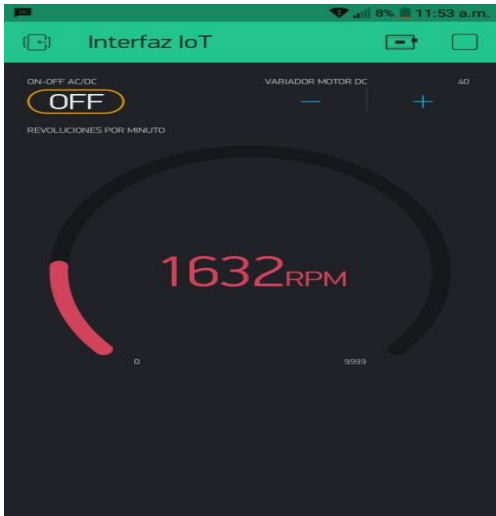 8% 11:53 a.m.
Interfaz IoT
ON-OFF AC/DC VARIADOR MOTOR DC 40
OFF − +
REVOLUCIONES POR MINUTO
1632RPM
0 9999